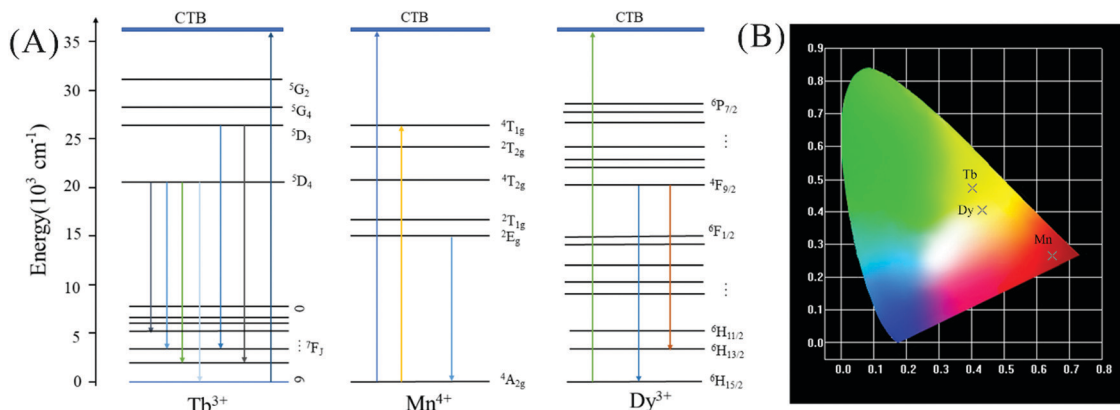 (A)
Energy(10³ cm⁻¹)
35
30
25
20
15
10
5
0
CTB
⁵G₂
⁵G₄
⁵D₃
⁵D₄
0
⋮ ⁷F_J
6
Tb³⁺
CTB
⁴T₁g
²T₂g
⁴T₂g
²T₁g
²Eg
⁴A₂g
Mn⁴⁺
CTB
⁶P₇/₂
⋮
⁴F₉/₂
⁶F₁/₂
⋮
⁶H₁₁/₂
⁶H₁₃/₂
⁶H₁₅/₂
Dy³⁺
(B)
0.9
0.8
0.7
0.6
0.5
0.4
0.3
0.2
0.1
0.0
Tb
Dy
Mn
0.0 0.1 0.2 0.3 0.4 0.5 0.6 0.7 0.8